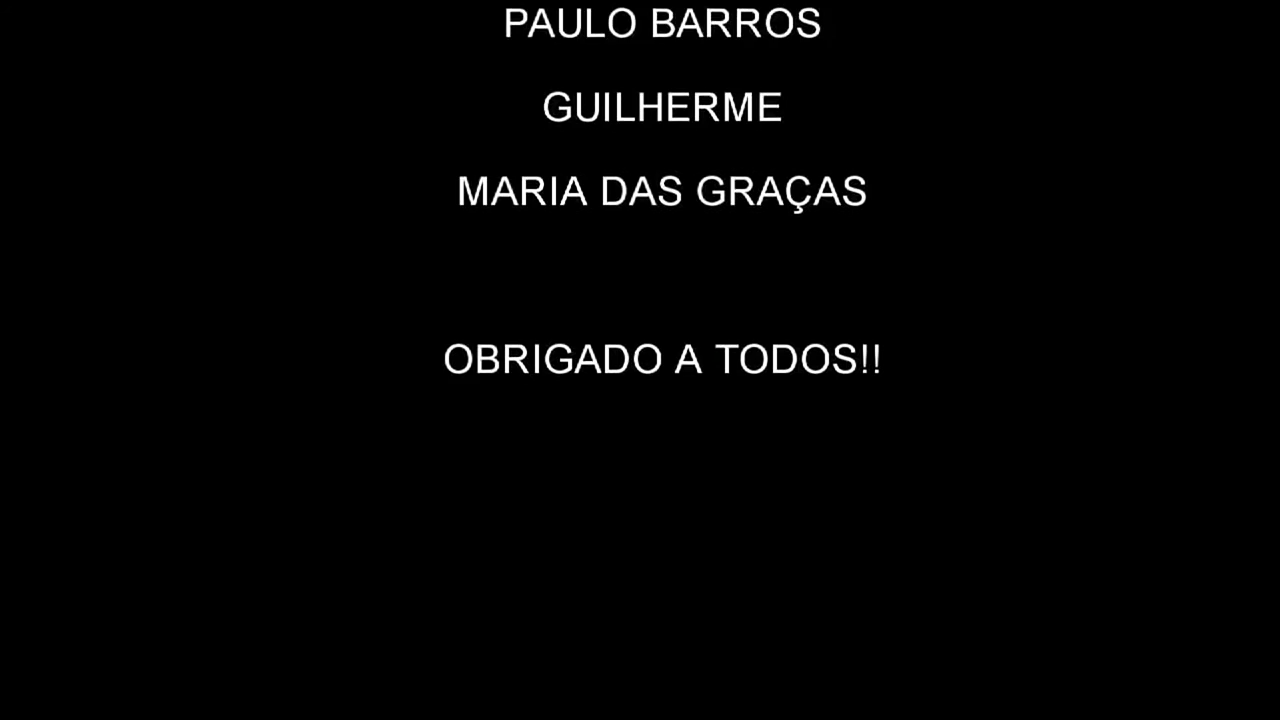 PAULO BARROS
GUILHERME
MARIA DAS GRAÇAS
OBRIGADO A TODOS!!